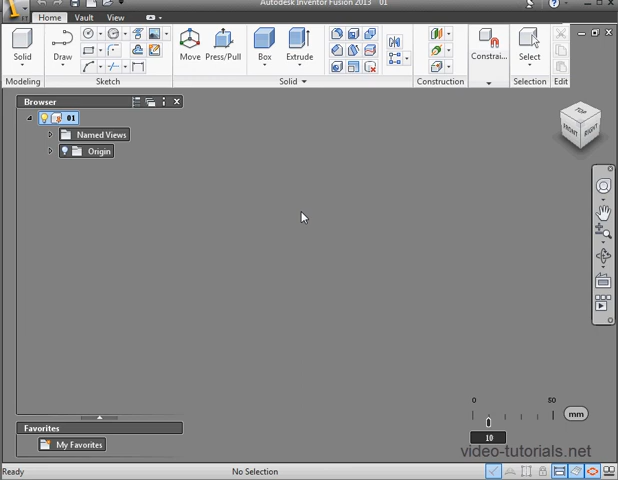 Autodesk Inventor Fusion 2013 01
Home Vault View
Solid Draw Move Press/Pull Box Extrude Constrai... Select
Modeling Sketch Solid Construction Selection Edit
Browser
01
Named Views
Origin
TOP
FRONT RIGHT
0 50
mm
10
Favorites
My Favorites
video-tutorials.net
Ready No Selection